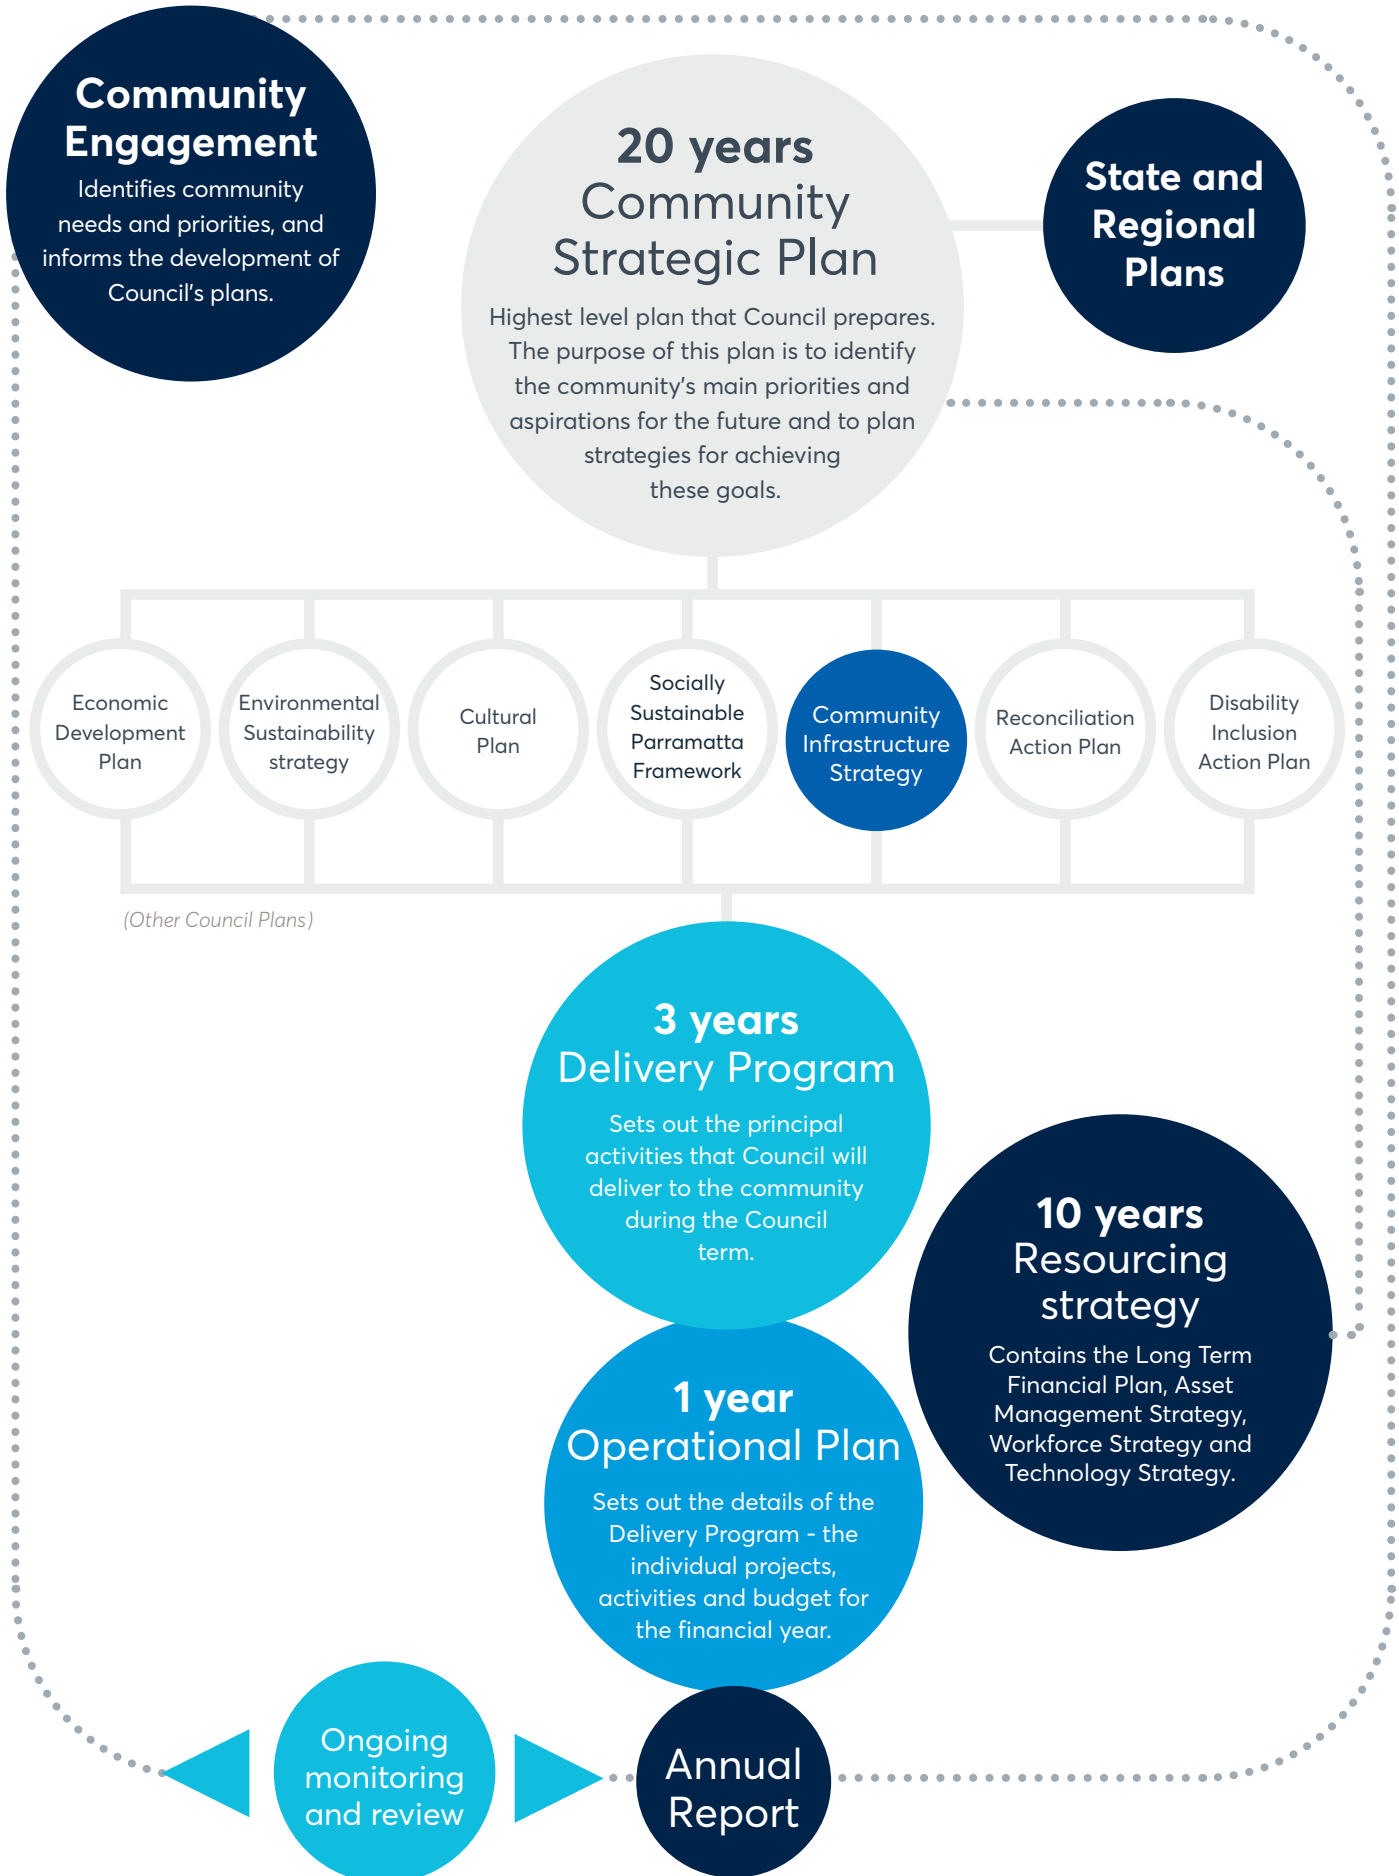 Community
Engagement
Identifies community
needs and priorities, and
informs the development of
Council's plans.
20 years
Community
Strategic Plan
Highest level plan that Council prepares.
The purpose of this plan is to identify
the community's main priorities and
aspirations for the future and to plan
strategies for achieving
these goals.
State and
Regional
Plans
Economic
Development
Plan
Environmental
Sustainability
strategy
Cultural
Plan
Socially
Sustainable
Parramatta
Framework
Community
Infrastructure
Strategy
Reconciliation
Action Plan
Disability
Inclusion
Action Plan
(Other Council Plans)
3 years
Delivery Program
Sets out the principal
activities that Council will
deliver to the community
during the Council
term.
10 years
Resourcing
strategy
Contains the Long Term
Financial Plan, Asset
Management Strategy,
Workforce Strategy and
Technology Strategy.
1 year
Operational Plan
Sets out the details of the
Delivery Program - the
individual projects,
activities and budget for
the financial year.
Ongoing
monitoring
and review
Annual
Report